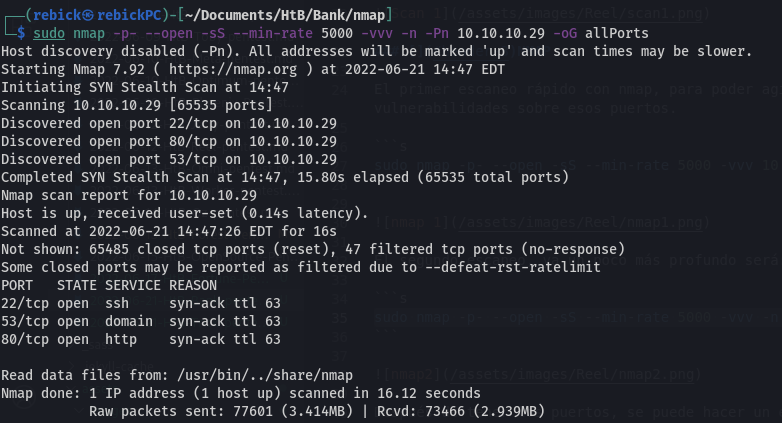 ┌──(rebick㉿rebickPC)-[~/Documents/HtB/Bank/nmap]
└─$ sudo nmap -p- --open -sS --min-rate 5000 -vvv -n -Pn 10.10.10.29 -oG allPorts
Host discovery disabled (-Pn). All addresses will be marked 'up' and scan times may be slower.
Starting Nmap 7.92 ( https://nmap.org ) at 2022-06-21 14:47 EDT
Initiating SYN Stealth Scan at 14:47
Scanning 10.10.10.29 [65535 ports]
Discovered open port 22/tcp on 10.10.10.29
Discovered open port 80/tcp on 10.10.10.29
Discovered open port 53/tcp on 10.10.10.29
Completed SYN Stealth Scan at 14:47, 15.80s elapsed (65535 total ports)
Nmap scan report for 10.10.10.29
Host is up, received user-set (0.14s latency).
Scanned at 2022-06-21 14:47:26 EDT for 16s
Not shown: 65485 closed tcp ports (reset), 47 filtered tcp ports (no-response)
Some closed ports may be reported as filtered due to --defeat-rst-ratelimit
PORT   STATE SERVICE REASON
22/tcp open  ssh     syn-ack ttl 63
53/tcp open  domain  syn-ack ttl 63
80/tcp open  http    syn-ack ttl 63
Read data files from: /usr/bin/../share/nmap
Nmap done: 1 IP address (1 host up) scanned in 16.12 seconds
Raw packets sent: 77601 (3.414MB) | Rcvd: 73466 (2.939MB)